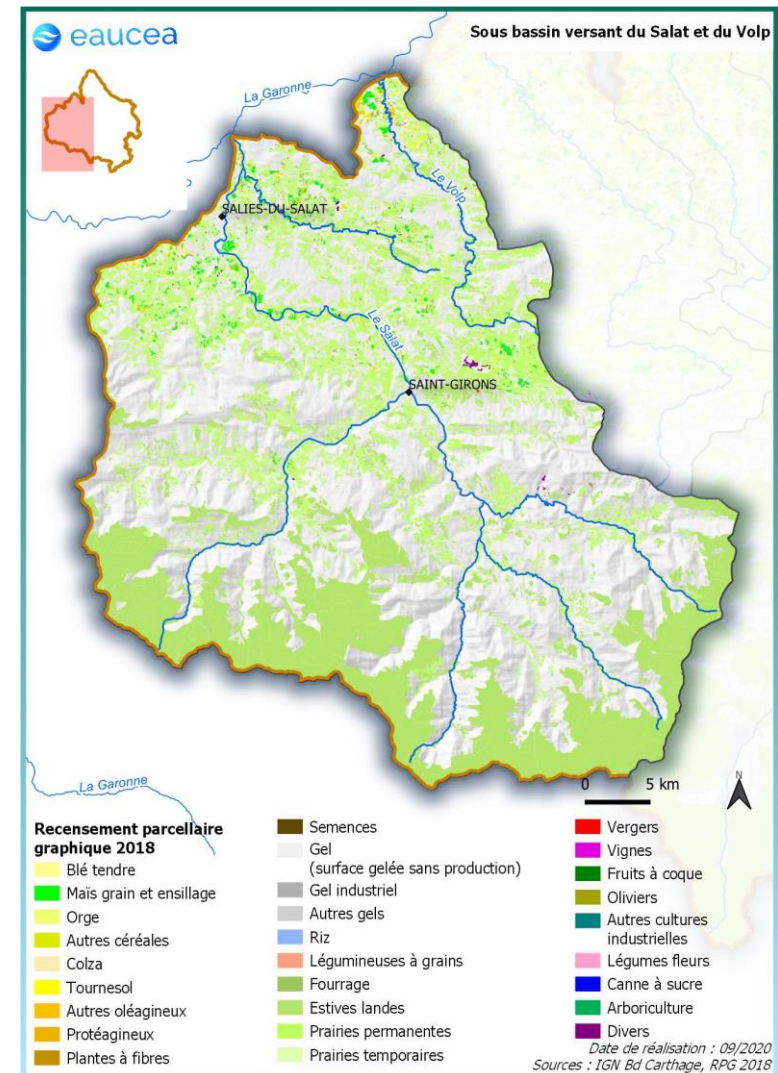 eaucea
Sous bassin versant du Salat et du Volp
La Garonne
Le Volp
SALIES-DU-SALAT
Le Salat
SAINT-GIRONS
La Garonne
0 5 km
N
Recensement parcellaire
graphique 2018
Blé tendre
Maïs grain et ensillage
Orge
Autres céréales
Colza
Tournesol
Autres oléagineux
Protéagineux
Plantes à fibres
Semences
Gel
(surface gelée sans production)
Gel industriel
Autres gels
Riz
Légumineuses à grains
Fourrage
Estives landes
Prairies permanentes
Prairies temporaires
Vergers
Vignes
Fruits à coque
Oliviers
Autres cultures
industrielles
Légumes fleurs
Canne à sucre
Arboriculture
Divers
Date de réalisation : 09/2020
Sources : IGN Bd Carthage, RPG 2018